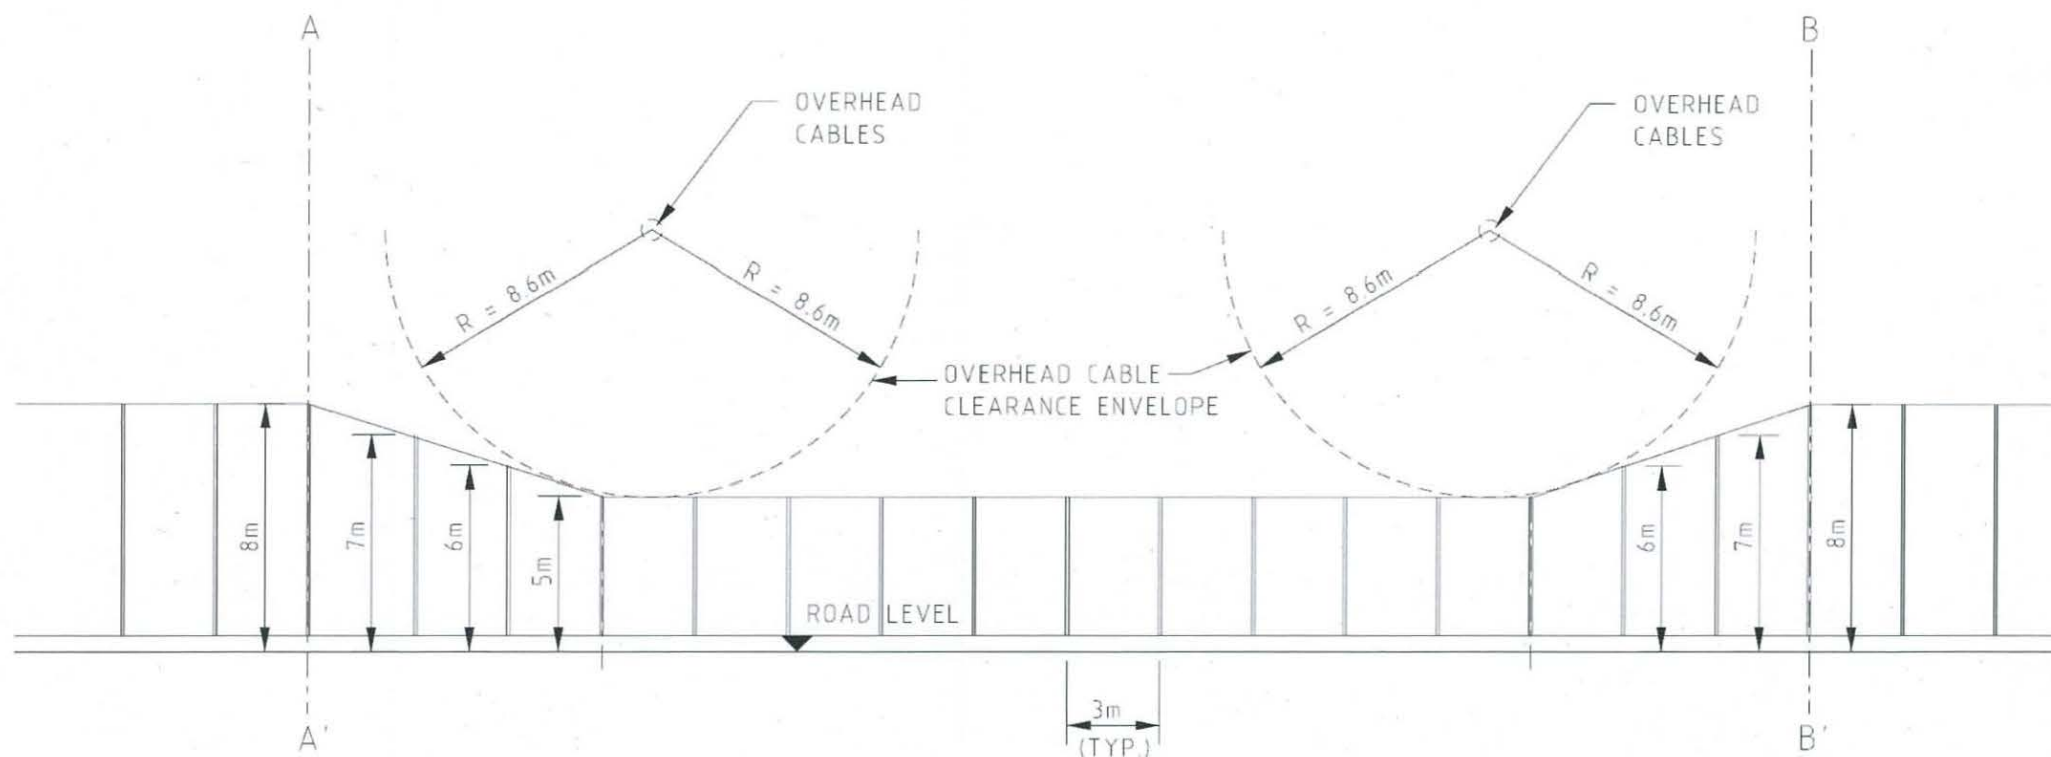 A
B
OVERHEAD
CABLES
OVERHEAD
CABLES
R = 8.6m
R = 8.6m
R = 8.6m
R = 8.6m
OVERHEAD CABLE
CLEARANCE ENVELOPE
8m
7m
6m
5m
6m
7m
8m
ROAD LEVEL
3m
(TYP.)
A'
B'